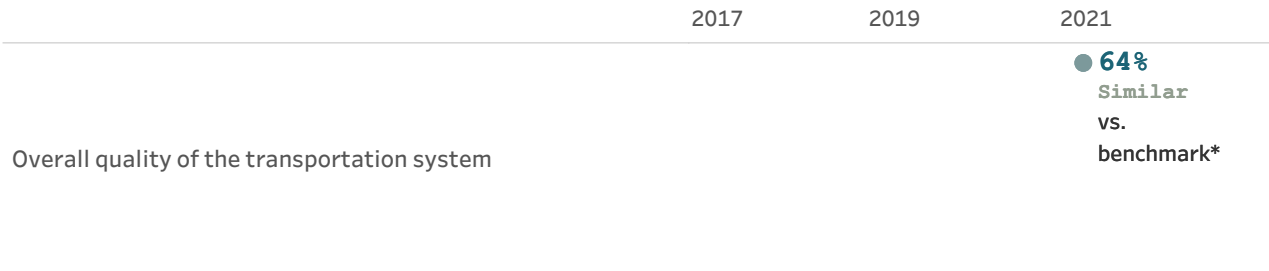 2017 2019 2021
64%
Similar
vs.
benchmark*
Overall quality of the transportation system